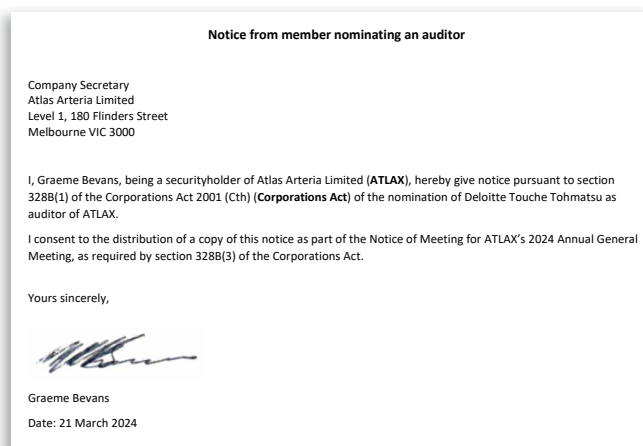 Notice from member nominating an auditor
Company Secretary
Atlas Arteria Limited
Level 1, 180 Flinders Street
Melbourne VIC 3000
I, Graeme Bevans, being a securityholder of Atlas Arteria Limited (ATLAX), hereby give notice pursuant to section
328B(1) of the Corporations Act 2001 (Cth) (Corporations Act) of the nomination of Deloitte Touche Tohmatsu as
auditor of ATLAX.
I consent to the distribution of a copy of this notice as part of the Notice of Meeting for ATLAX’s 2024 Annual General
Meeting, as required by section 328B(3) of the Corporations Act.
Yours sincerely,
Graeme Bevans
Date: 21 March 2024